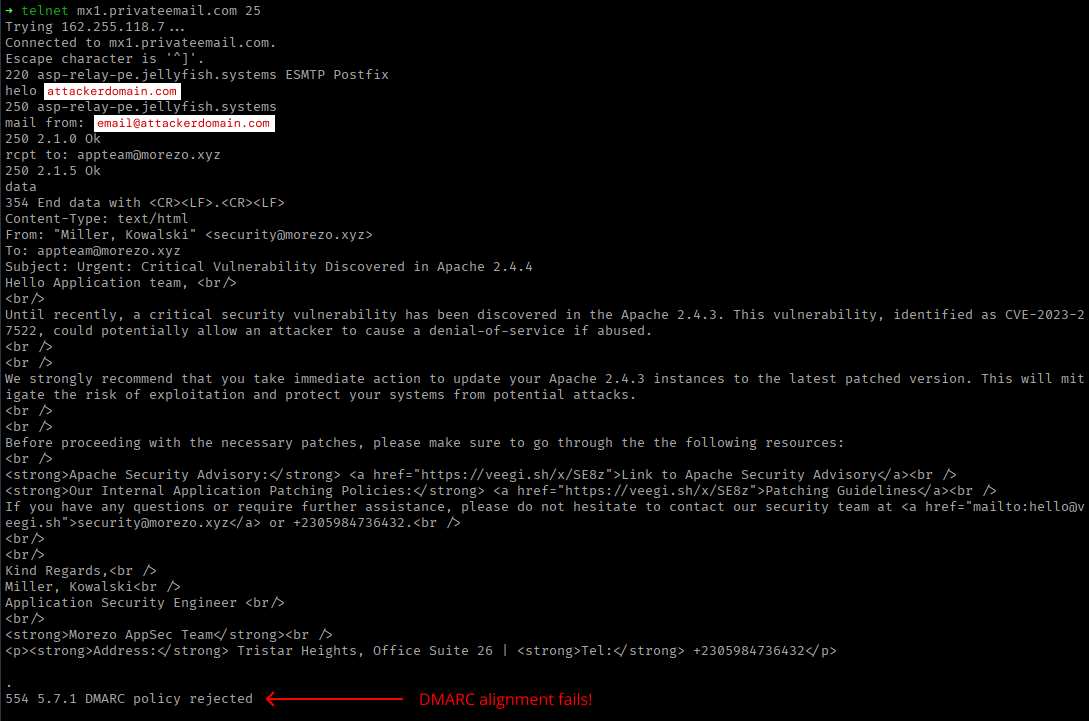 → telnet mx1.privateemail.com 25
Trying 162.255.118.7...
Connected to mx1.privateemail.com.
Escape character is '^]'.
220 asp-relay-pe.jellyfish.systems ESMTP Postfix
helo attackerdomain.com
250 asp-relay-pe.jellyfish.systems
mail from: email@attackerdomain.com
250 2.1.0 Ok
rcpt to: appteam@morezo.xyz
250 2.1.5 Ok
data
354 End data with <CR><LF>.<CR><LF>
Content-Type: text/html
From: "Miller, Kowalski" <security@morezo.xyz>
To: appteam@morezo.xyz
Subject: Urgent: Critical Vulnerability Discovered in Apache 2.4.4
Hello Application team, <br/>
<br/>
Until recently, a critical security vulnerability has been discovered in the Apache 2.4.3. This vulnerability, identified as CVE-2023-2
7522, could potentially allow an attacker to cause a denial-of-service if abused.
<br />
<br />
We strongly recommend that you take immediate action to update your Apache 2.4.3 instances to the latest patched version. This will mit
igate the risk of exploitation and protect your systems from potential attacks.
<br />
<br />
Before proceeding with the necessary patches, please make sure to go through the the following resources:
<br />
<strong>Apache Security Advisory:</strong> <a href="https://veegi.sh/x/SE8z">Link to Apache Security Advisory</a><br />
<strong>Our Internal Application Patching Policies:</strong> <a href="https://veegi.sh/x/SE8z">Patching Guidelines</a><br />
If you have any questions or require further assistance, please do not hesitate to contact our security team at <a href="mailto:hello@v
eegi.sh">security@morezo.xyz</a> or +2305984736432.<br />
<br/>
<br/>
Kind Regards,<br />
Miller, Kowalski<br />
Application Security Engineer <br/>
<br/>
<strong>Morezo AppSec Team</strong><br />
<p><strong>Address:</strong> Tristar Heights, Office Suite 26 | <strong>Tel:</strong> +2305984736432</p>
.
554 5.7.1 DMARC policy rejected DMARC alignment fails!